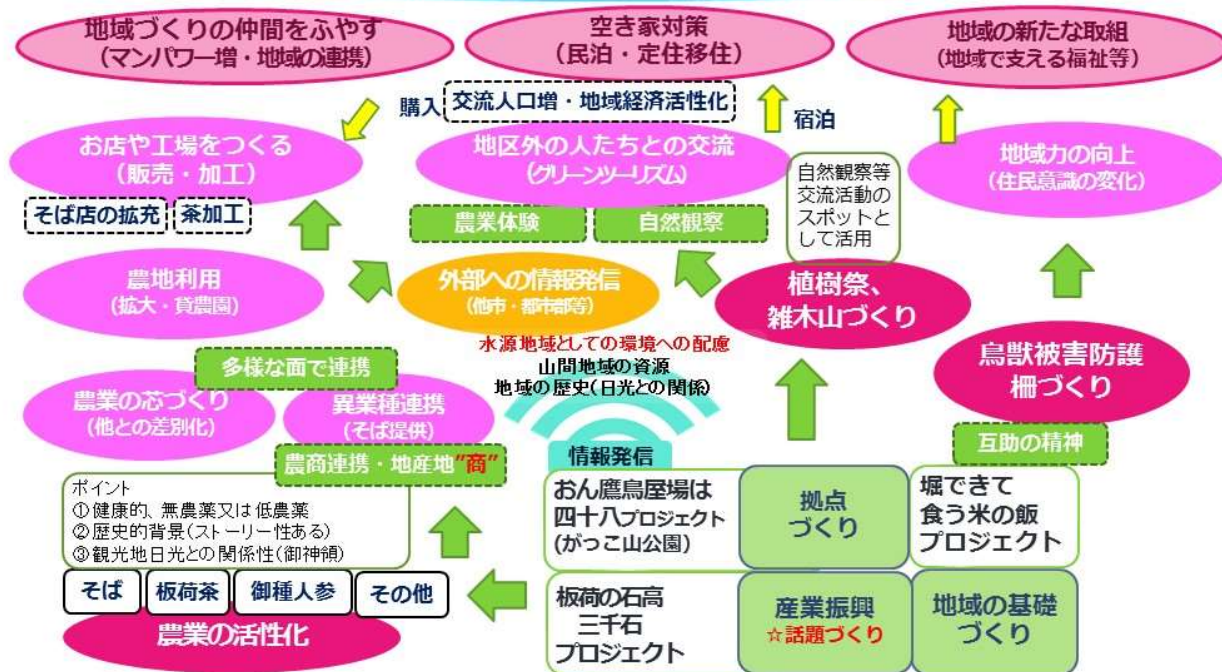 地域づくりの仲間をふやす
(マンパワー増・地域の連携)
空き家対策
(民泊・定住移住)
地域の新たな取組
(地域で支える福祉等)
購入
交流人口増・地域経済活性化
宿泊
お店や工場をつくる
(販売・加工)
地区外の人たちとの交流
(グリーンツーリズム)
地域力の向上
(住民意識の変化)
そば店の拡充
茶加工
農業体験
自然観察
自然観察等
交流活動の
スポットと
して活用
農地利用
(拡大・貸農園)
外部への情報発信
(他市・都市部等)
植樹祭、
雑木山づくり
水源地域としての環境への配慮
山間地域の資源
地域の歴史(日光との関係)
鳥獣被害防護
柵づくり
多様な面で連携
農業の芯づくり
(他との差別化)
異業種連携
(そば提供)
互助の精神
農商連携・地産地"商"
情報発信
ポイント
①健康的、無農薬又は低農薬
②歴史的背景(ストーリー性ある)
③観光地日光との関係性(御神領)
おん鷹鳥屋場は
四十八プロジェクト
(がっこ山公園)
拠点
づくり
堀できて
食う米の飯
プロジェクト
そば
板荷茶
御種人参
その他
農業の活性化
板荷の石高
三千石
プロジェクト
産業振興
☆話題づくり
地域の基礎
づくり